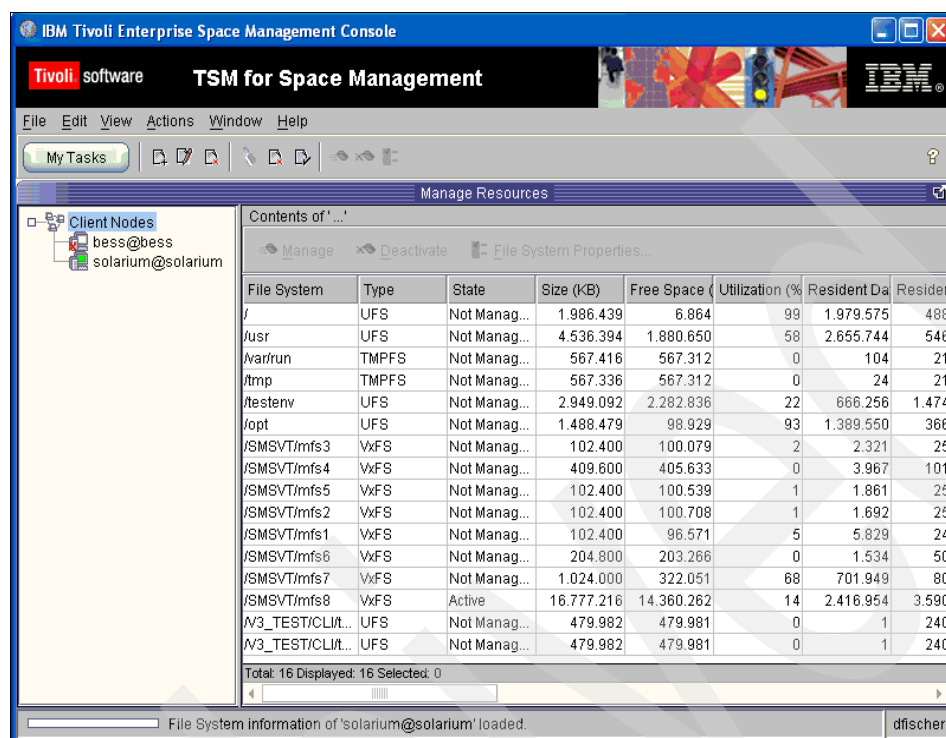 IBM Tivoli Enterprise Space Management Console
Tivoli software TSM for Space Management IBM
File Edit View Actions Window Help
My Tasks
Manage Resources
Client Nodes
bess@bess
solarium@solarium
Contents of '...'
Manage Deactivate File System Properties...
File System Type State Size (KB) Free Space ( Utilization (% Resident Da Resider
/ UFS Not Manag... 1.986.439 6.864 99 1.979.575 488
/usr UFS Not Manag... 4.536.394 1.880.650 58 2.655.744 546
/var/run TMPFS Not Manag... 567.416 567.312 0 104 21
/tmp TMPFS Not Manag... 567.336 567.312 0 24 21
/testenv UFS Not Manag... 2.949.092 2.282.836 22 666.256 1.474
/opt UFS Not Manag... 1.488.479 98.929 93 1.389.550 366
/SMSVT/mfs3 VxFS Not Manag... 102.400 100.079 2 2.321 25
/SMSVT/mfs4 VxFS Not Manag... 409.600 405.633 0 3.967 101
/SMSVT/mfs5 VxFS Not Manag... 102.400 100.539 1 1.861 25
/SMSVT/mfs2 VxFS Not Manag... 102.400 100.708 1 1.692 25
/SMSVT/mfs1 VxFS Not Manag... 102.400 96.571 5 5.829 24
/SMSVT/mfs6 VxFS Not Manag... 204.800 203.266 0 1.534 50
/SMSVT/mfs7 VxFS Not Manag... 1.024.000 322.051 68 701.949 80
/SMSVT/mfs8 VxFS Active 16.777.216 14.360.262 14 2.416.954 3.590
/V3_TEST/CLI/t... UFS Not Manag... 479.982 479.981 0 1 240
/V3_TEST/CLI/t... UFS Not Manag... 479.982 479.981 0 1 240
Total: 16 Displayed: 16 Selected: 0
File System information of 'solarium@solarium' loaded. dfischer